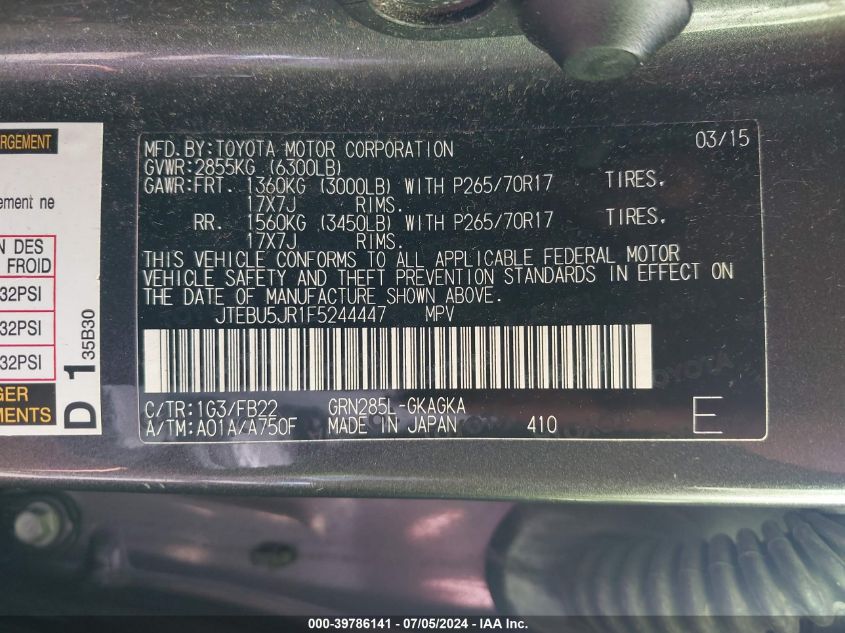 RGEMENT
ement ne
N DES
FROID
32PSI
32PSI
32PSI
GER
MENTS
D 1
35B30
MFD.BY:TOYOTA MOTOR CORPORATION 03/15
GVWR:2855KG (6300LB)
GAWR:FRT. 1360KG (3000LB) WITH P265/70R17 TIRES,
17X7J RIMS.
RR. 1560KG (3450LB) WITH P265/70R17 TIRES,
17X7J RIMS.
THIS VEHICLE CONFORMS TO ALL APPLICABLE FEDERAL MOTOR
VEHICLE SAFETY AND THEFT PREVENTION STANDARDS IN EFFECT ON
THE DATE OF MANUFACTURE SHOWN ABOVE.
JTEBU5JR1F5244447 MPV
TOYOTA
C/TR:1G3/FB22 GRN285L-GKAGKA
A/TM:A01A/A750F MADE IN JAPAN 410 E
000-39786141 - 07/05/2024 - IAA Inc.